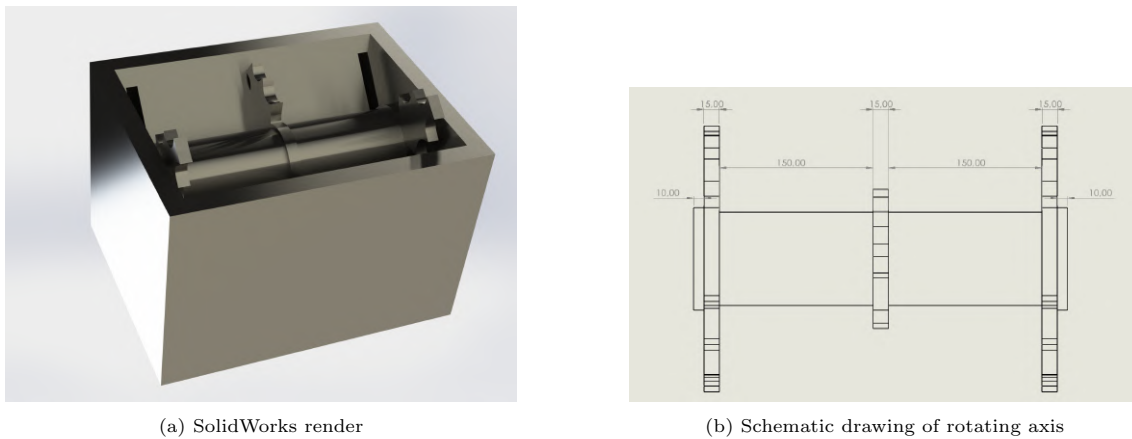 15.00 15.00 15.00
150.00 150.00
10.00 10.00
(a) SolidWorks render
(b) Schematic drawing of rotating axis